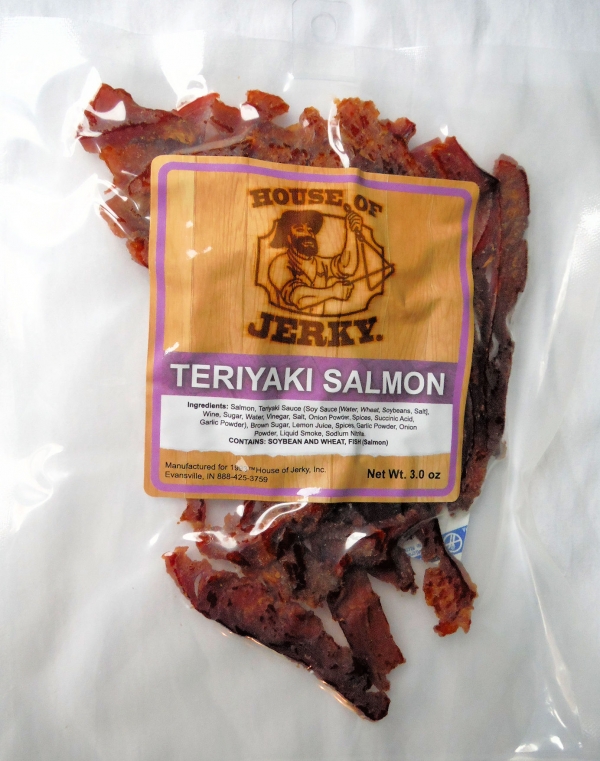 HOUSE OF
JERKY.
TERIYAKI SALMON
Ingredients: Salmon, Teriyaki Sauce (Soy Sauce [Water, Wheat, Soybeans, Salt],
Wine, Sugar, Water, Vinegar, Salt, Onion Powder, Spices, Succinic Acid,
Garlic Powder), Brown Sugar, Lemon Juice, Spices, Garlic Powder, Onion
Powder, Liquid Smoke, Sodium Nitrite.
CONTAINS: SOYBEAN AND WHEAT, FISH (Salmon)
Manufactured for House of Jerky, Inc.
Evansville, IN 888-425-3759
Net Wt. 3.0 oz